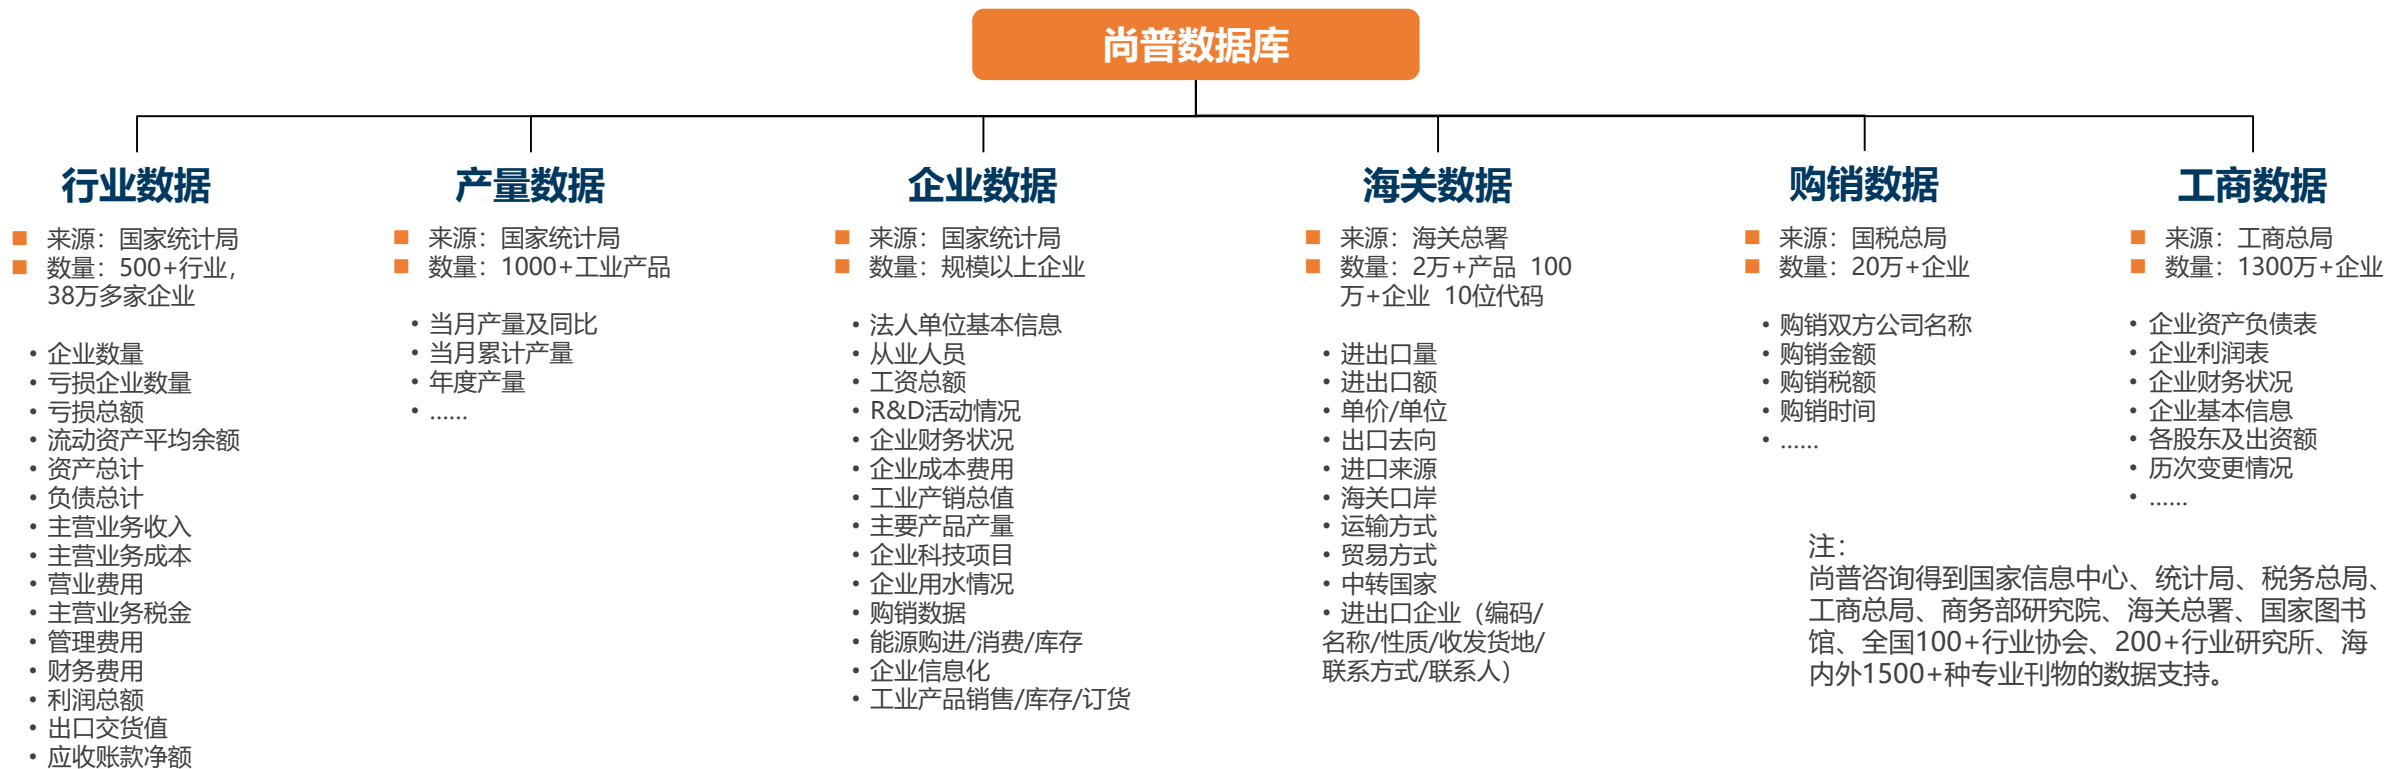 尚普数据库
行业数据
来源：国家统计局
数量：500+行业，
38万多家企业
• 企业数量
• 亏损企业数量
• 亏损总额
• 流动资产平均余额
• 资产总计
• 负债总计
• 主营业务收入
• 主营业务成本
• 营业费用
• 主营业务税金
• 管理费用
• 财务费用
• 利润总额
• 出口交货值
• 应收账款净额
产量数据
来源：国家统计局
数量：1000+工业产品
• 当月产量及同比
• 当月累计产量
• 年度产量
• ......
企业数据
来源：国家统计局
数量：规模以上企业
• 法人单位基本信息
• 从业人员
• 工资总额
• R&D活动情况
• 企业财务状况
• 企业成本费用
• 工业产销总值
• 主要产品产量
• 企业科技项目
• 企业用水情况
• 购销数据
• 能源购进/消费/库存
• 企业信息化
• 工业产品销售/库存/订货
海关数据
来源：海关总署
数量：2万+产品 100
万+企业 10位代码
• 进出口量
• 进出口额
• 单价/单位
• 出口去向
• 进口来源
• 海关口岸
• 运输方式
• 贸易方式
• 中转国家
• 进出口企业（编码/
名称/性质/收发货地/
联系方式/联系人）
购销数据
来源：国税总局
数量：20万+企业
• 购销双方公司名称
• 购销金额
• 购销税额
• 购销时间
• ......
工商数据
来源：工商总局
数量：1300万+企业
• 企业资产负债表
• 企业利润表
• 企业财务状况
• 企业基本信息
• 各股东及出资额
• 历次变更情况
• ......
注：
尚普咨询得到国家信息中心、统计局、税务总局、
工商总局、商务部研究院、海关总署、国家图书
馆、全国100+行业协会、200+行业研究所、海
内外1500+种专业刊物的数据支持。